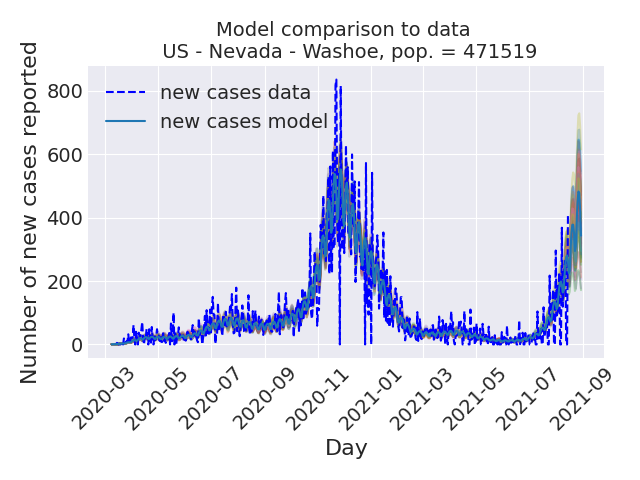 Model comparison to data
US - Nevada - Washoe, pop. = 471519
Number of new cases reported
800
600
400
200
0
new cases data
new cases model
2020-03
2020-05
2020-07
2020-09
2020-11
2021-01
2021-03
2021-05
2021-07
2021-09
Day